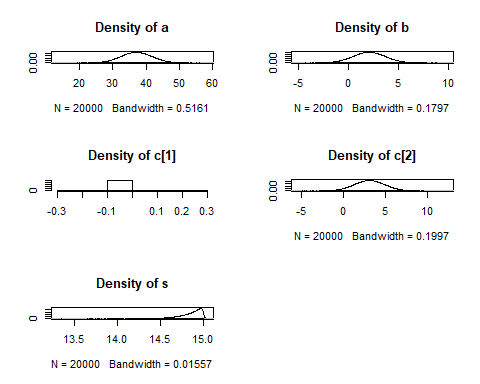 Density of a
0.00
20 30 40 50 60
N = 20000 Bandwidth = 0.5161
Density of b
0.00
-5 0 5 10
N = 20000 Bandwidth = 0.1797
Density of c[1]
0
-0.3 -0.1 0.1 0.2 0.3
Density of c[2]
0.00
-5 0 5 10
N = 20000 Bandwidth = 0.1997
Density of s
0
13.5 14.0 14.5 15.0
N = 20000 Bandwidth = 0.01557